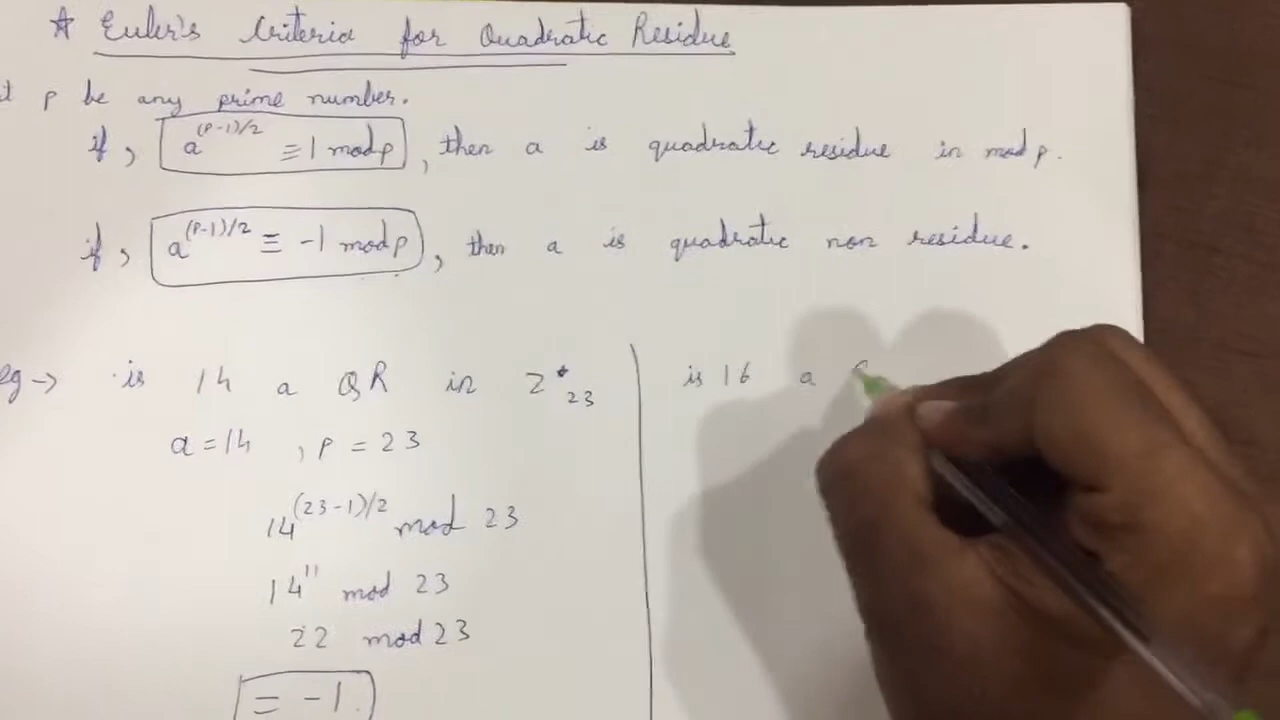 ☆ Euler's Criteria for Quadratic Residue
p be any prime number.
if, a^(P-1)/2 ≡ 1 mod p, then a is quadratic residue in mod p.
if, a^(P-1)/2 ≡ -1 mod p, then a is quadratic non residue.
eg → is 14 a QR in Z*23
a = 14, p = 23
14^(23-1)/2 mod 23
14^11 mod 23
22 mod 23
= -1
is 16 a